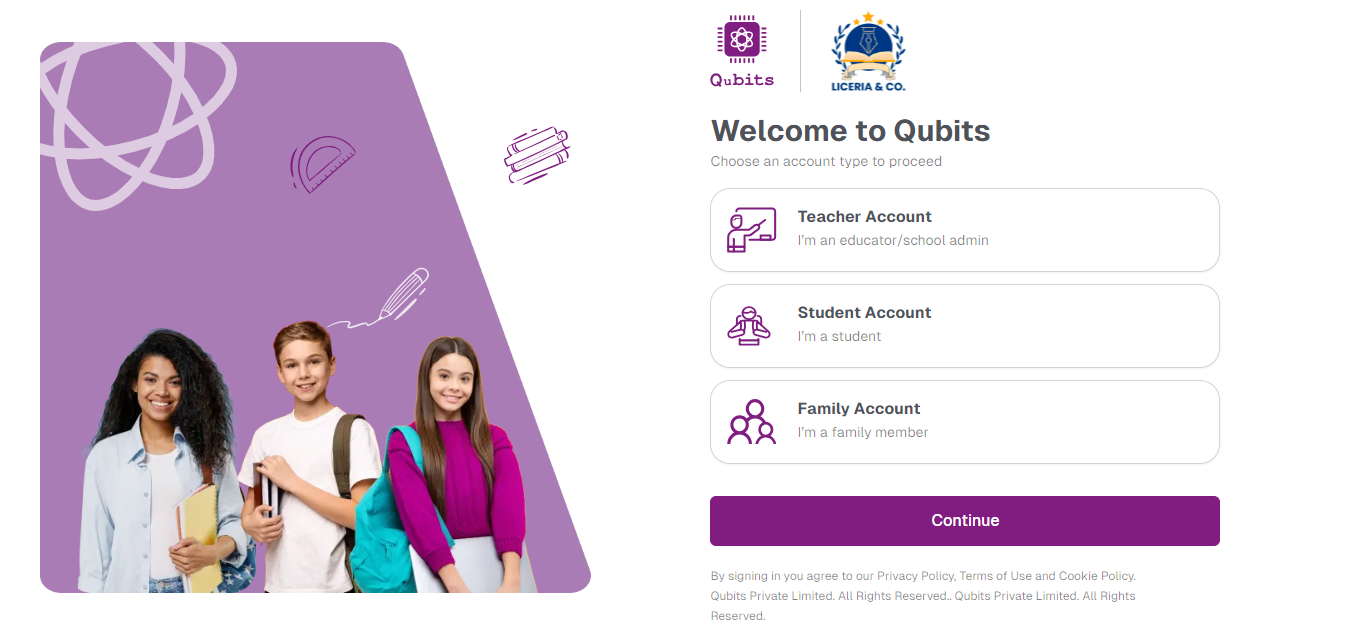 Qubits
LICERIA & CO.
Welcome to Qubits
Choose an account type to proceed
Teacher Account
I'm an educator/school admin
Student Account
I'm a student
Family Account
I'm a family member
Continue
By signing in you agree to our Privacy Policy, Terms of Use and Cookie Policy.
Qubits Private Limited. All Rights Reserved.. Qubits Private Limited. All Rights
Reserved.